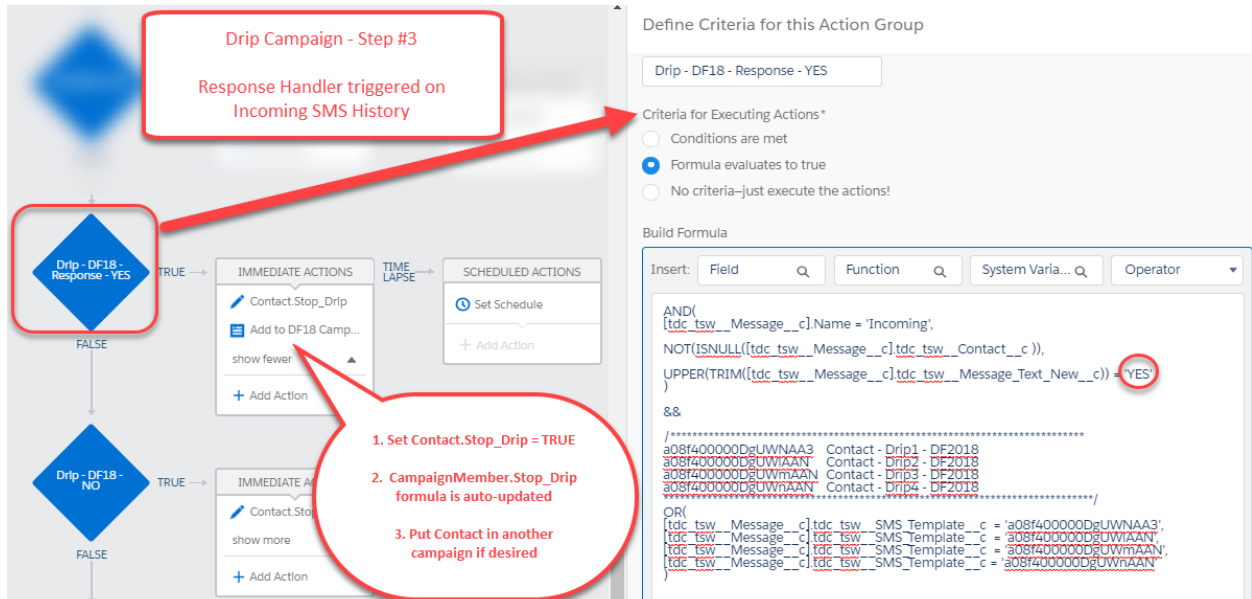 Drip Campaign - Step #3
Response Handler triggered on
Incoming SMS History
Drip - DF18 -
Response - YES
TRUE
IMMEDIATE ACTIONS
Contact.Stop_Drip
Add to DF18 Camp...
show fewer
+ Add Action
TIME
LAPSE
SCHEDULED ACTIONS
Set Schedule
+ Add Action
FALSE
Drip - DF18 -
NO
TRUE
IMMEDIATE AC
Contact.Sto
show more
+ Add Action
FALSE
1. Set Contact.Stop_Drip = TRUE
2. CampaignMember.Stop_Drip
formula is auto-updated
3. Put Contact in another
campaign if desired
Define Criteria for this Action Group
Drip - DF18 - Response - YES
Criteria for Executing Actions*
Conditions are met
Formula evaluates to true
No criteria–just execute the actions!
Build Formula
Insert: Field Function System Varia... Operator
AND(
[tdc_tsw__Message__c].Name = 'Incoming',
NOT(ISNULL([tdc_tsw__Message__c].tdc_tsw__Contact__c )),
UPPER(TRIM([tdc_tsw__Message__c].tdc_tsw__Message_Text_New__c)) = 'YES'
)
&&
/**************************************************************************
a08f400000DgUWNAA3 Contact - Drip1 - DF2018
a08f400000DgUWIAAN Contact - Drip2 - DF2018
a08f400000DgUWmAAN Contact - Drip3 - DF2018
a08f400000DgUWnAAN Contact - Drip4 - DF2018
*****************************************************************************/
OR(
[tdc_tsw__Message__c].tdc_tsw__SMS_Template__c = 'a08f400000DgUWNAA3',
[tdc_tsw__Message__c].tdc_tsw__SMS_Template__c = 'a08f400000DgUWIAAN',
[tdc_tsw__Message__c].tdc_tsw__SMS_Template__c = 'a08f400000DgUWmAAN',
[tdc_tsw__Message__c].tdc_tsw__SMS_Template__c = 'a08f400000DgUWnAAN'
)